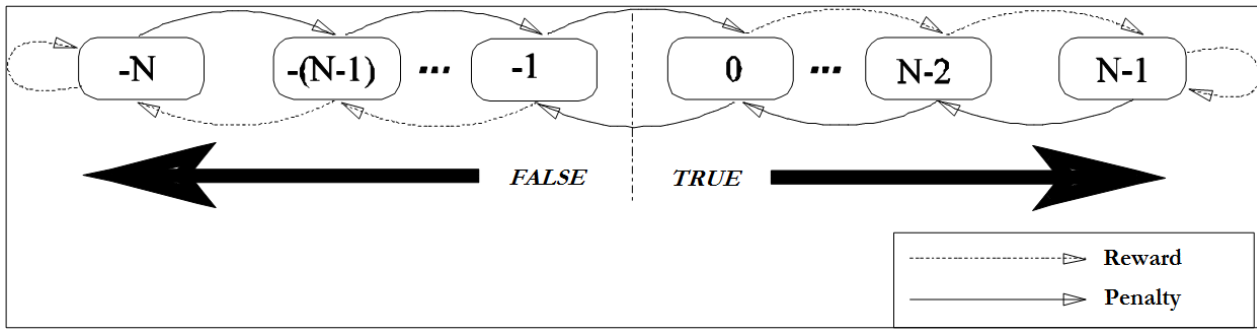 -N -(N-1) ... -1 0 ... N-2 N-1
FALSE TRUE
Reward
Penalty